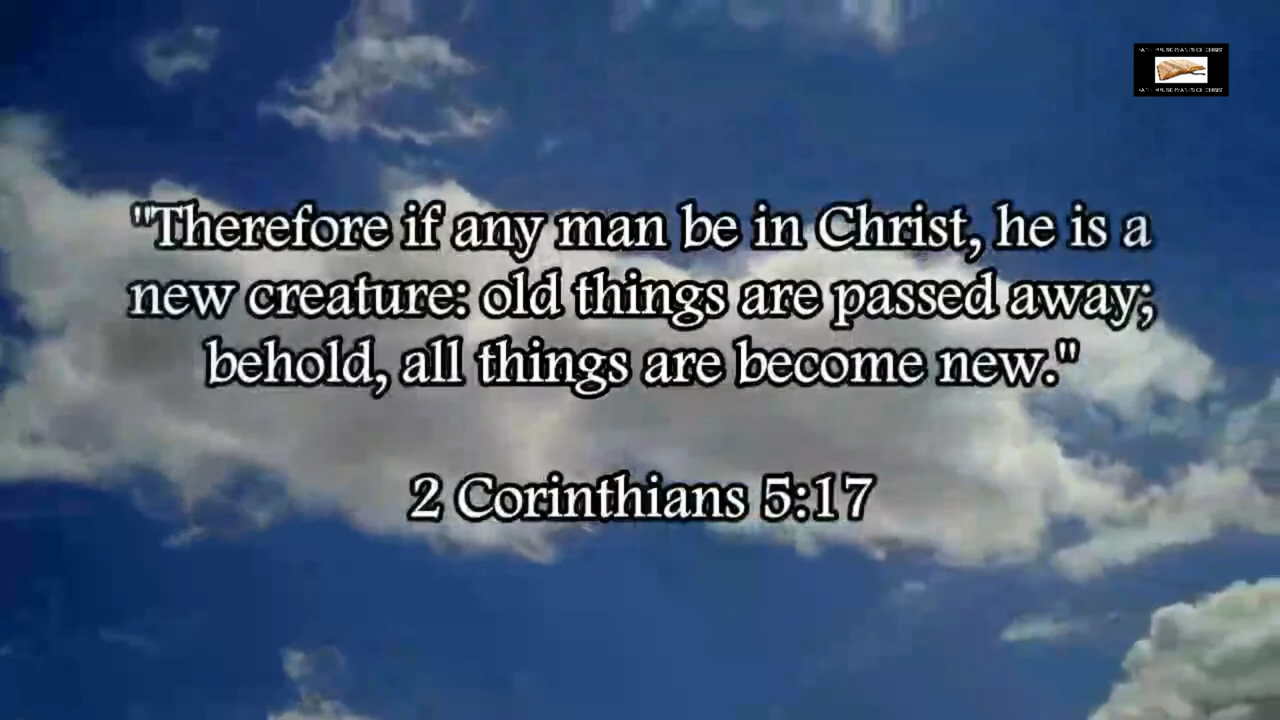 "Therefore if any man be in Christ, he is a
new creature: old things are passed away;
behold, all things are become new."
2 Corinthians 5:17